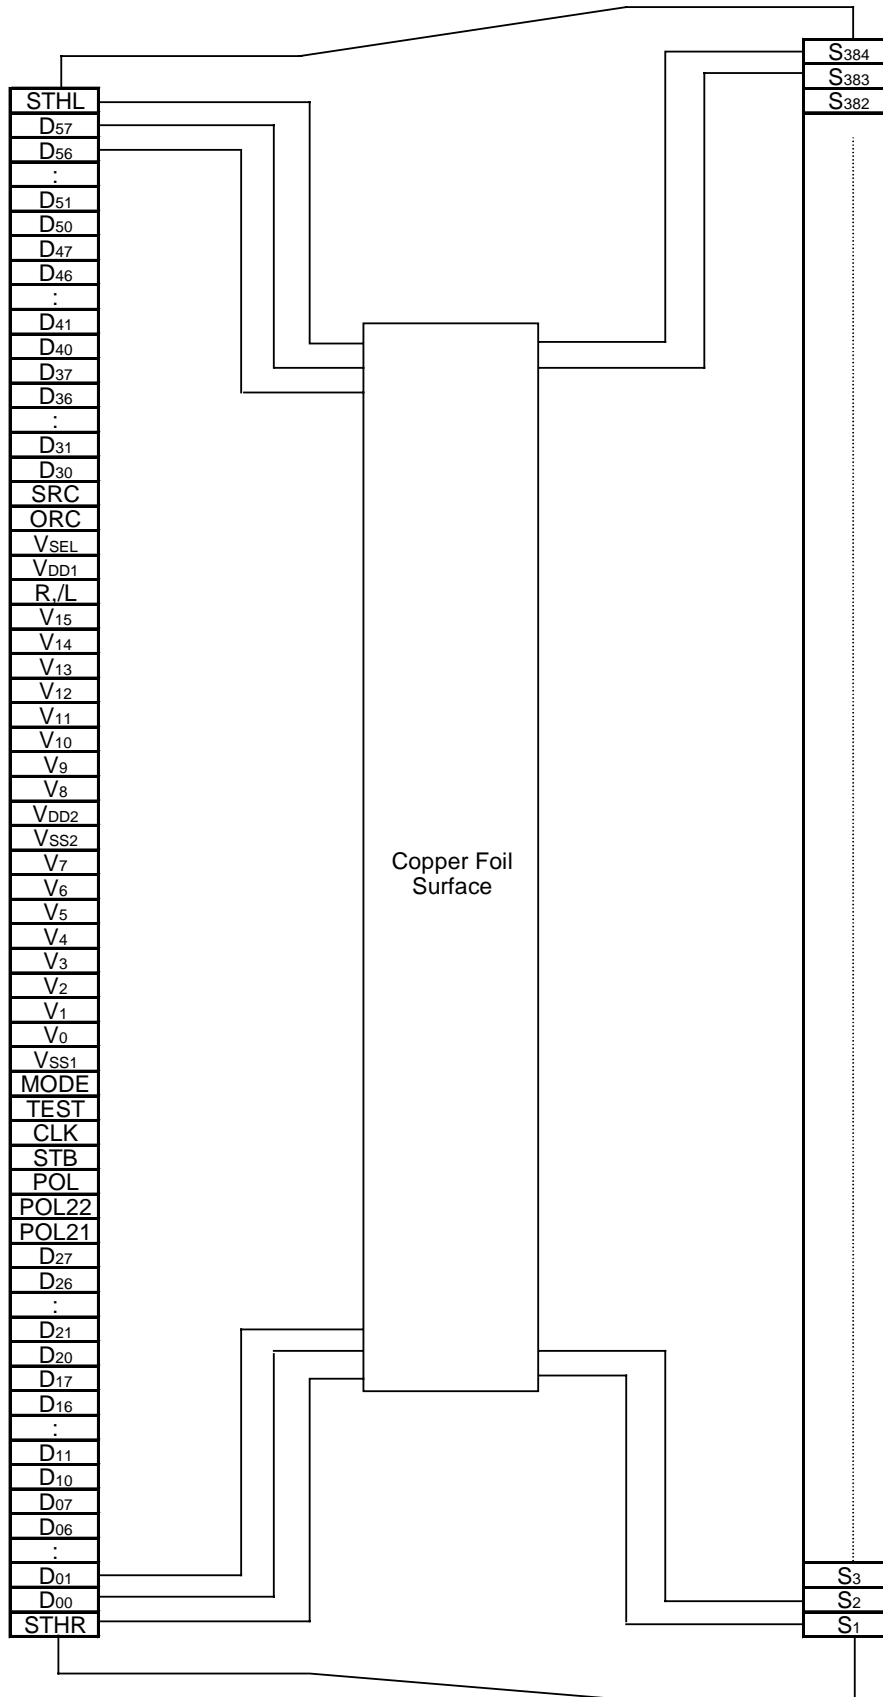 STHL
D57
D56
:
D51
D50
D47
D46
:
D41
D40
D37
D36
:
D31
D30
SRC
ORC
VSEL
VDD1
R,/L
V15
V14
V13
V12
V11
V10
V9
V8
VDD2
VSS2
V7
V6
V5
V4
V3
V2
V1
V0
VSS1
MODE
TEST
CLK
STB
POL
POL22
POL21
D27
D26
:
D21
D20
D17
D16
:
D11
D10
D07
D06
:
D01
D00
STHR
Copper Foil
Surface
S384
S383
S382
S3
S2
S1